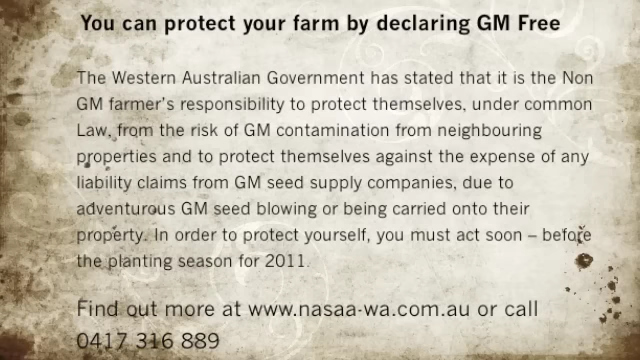 You can protect your farm by declaring GM Free
The Western Australian Government has stated that it is the Non
GM farmer's responsibility to protect themselves, under common
Law, from the risk of GM contamination from neighbouring
properties and to protect themselves against the expense of any
liability claims from GM seed supply companies, due to
adventurous GM seed blowing or being carried onto their
property. In order to protect yourself, you must act soon – before
the planting season for 2011.
Find out more at www.nasaa-wa.com.au or call
0417 316 889